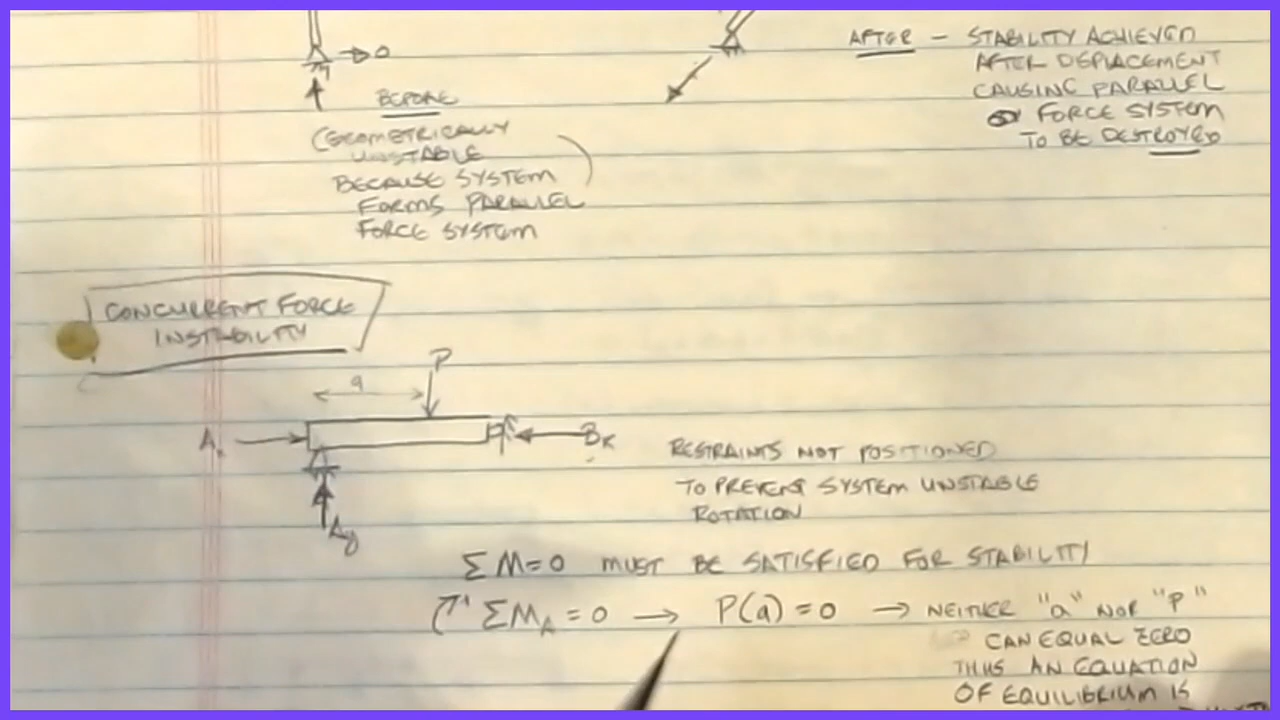 O
BEFORE
(GEOMETRICALLY
UNSTABLE
BECAUSE SYSTEM
FORMS PARALLEL
FORCE SYSTEM
)
AFTER - STABILITY ACHIEVED
AFTER DEPLACEMENT
CAUSING PARALLEL
FORCE SYSTEM
TO BE DESTROYED
CONCURRENT FORCE
INSTABILITY
P
a
Ax
Bx
Ay
RESTRAINTS NOT POSITIONED
TO PREVENT SYSTEM UNSTABLE
ROTATION
ΣM=0 MUST BE SATISFIED FOR STABILITY
ΣM_A = 0 → P(a) = 0 → NEITHER "a" NOR "P"
CAN EQUAL ZERO
THUS AN EQUATION
OF EQUILIBRIUM IS